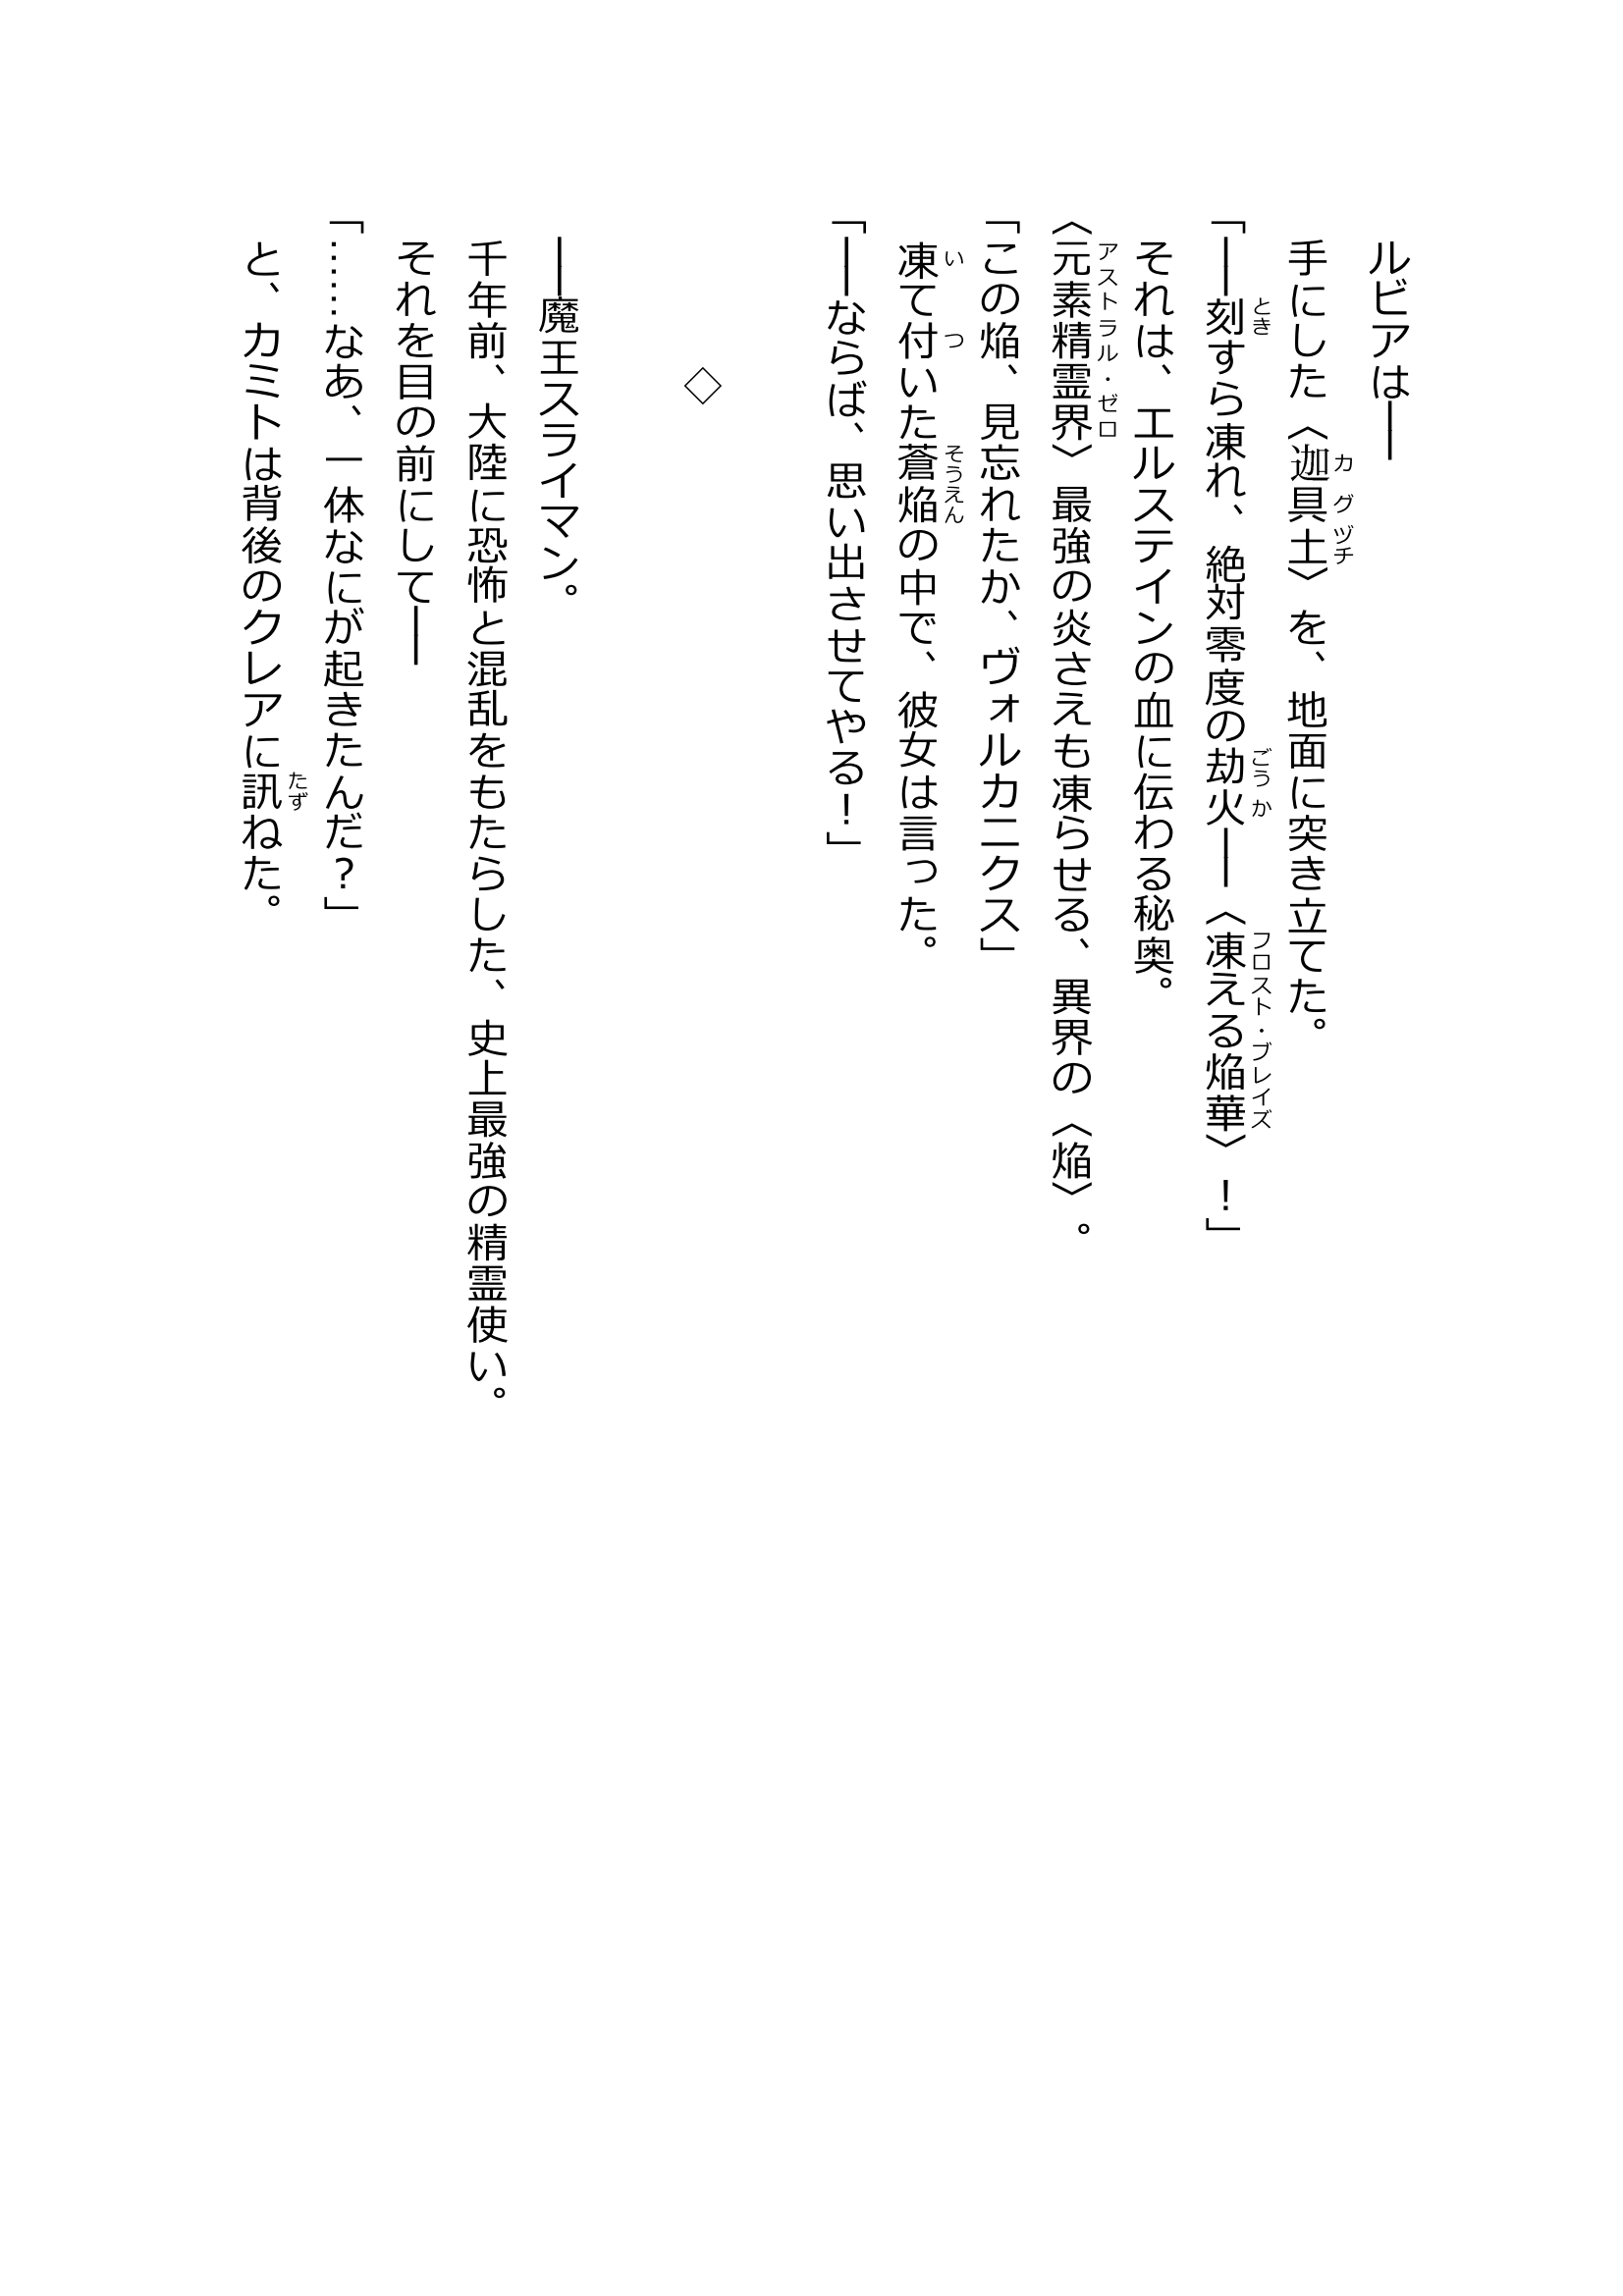 ルビアは――
手にした〈迦具土〉を、地面に突き立てた。
「――刻すら凍れ、絶対零度の劫火――〈凍える焔華〉！」
それは、エルステインの血に伝わる秘奥。
〈元素精霊界〉最強の炎さえも凍らせる、異界の〈焔〉。
「この焔、見忘れたか、ヴォルカニクス」
凍て付いた蒼焔の中で、彼女は言った。
「――ならば、思い出させてやる！」
◇
――魔王スライマン。
千年前、大陸に恐怖と混乱をもたらした、史上最強の精霊使い。
それを目の前にして――
「……なあ、一体なにが起きたんだ？」
と、カミトは背後のクレアに訊ねた。